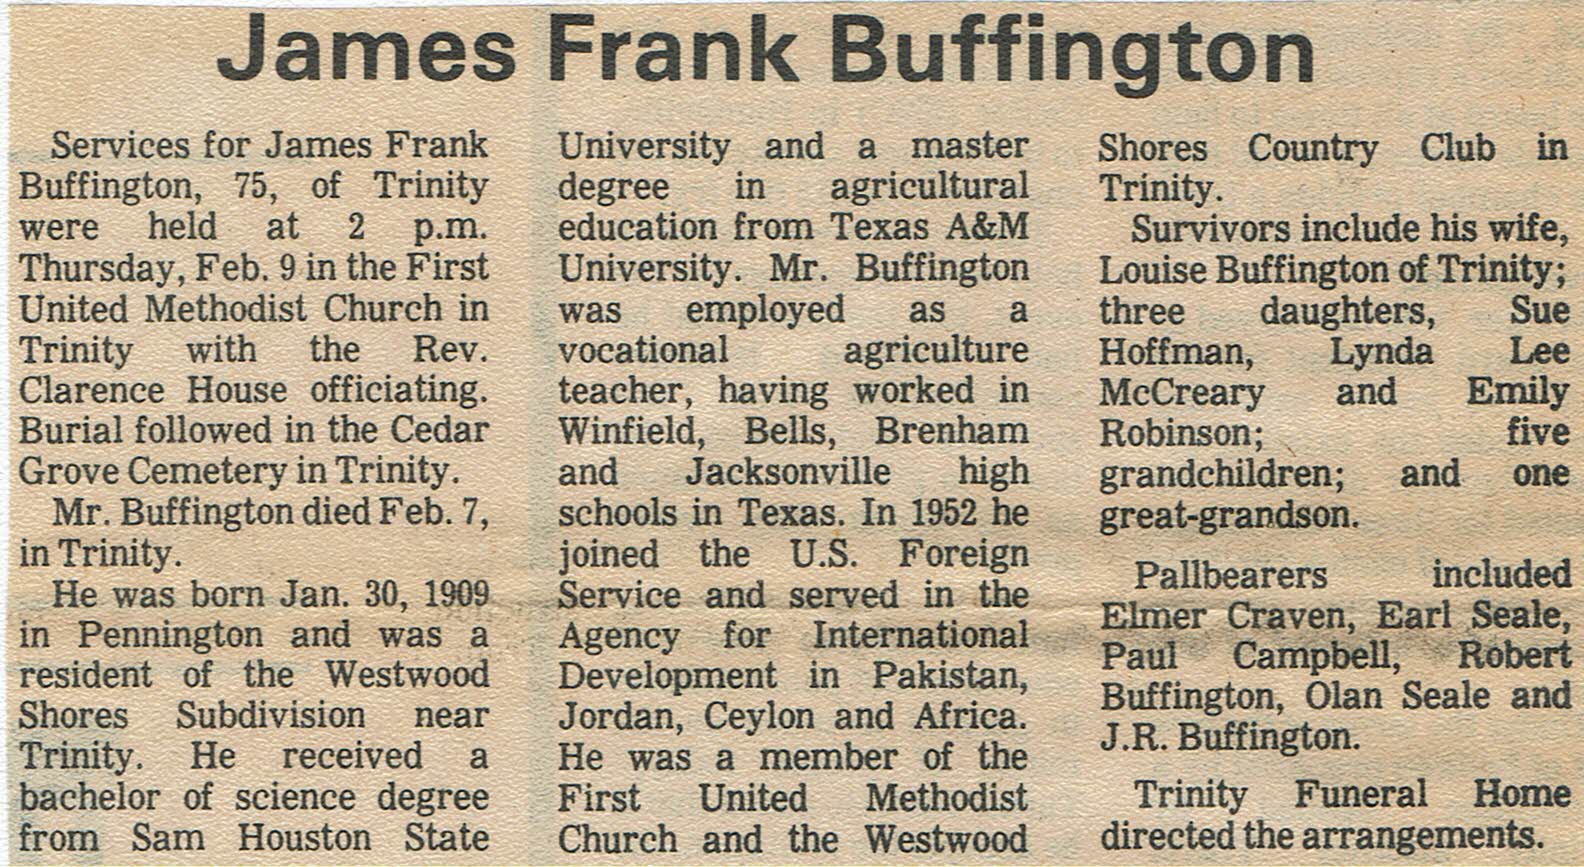 James Frank Buffington
Services for James Frank
Buffington, 75, of Trinity
were held at 2 p.m.
Thursday, Feb. 9 in the First
United Methodist Church in
Trinity with the Rev.
Clarence House officiating.
Burial followed in the Cedar
Grove Cemetery in Trinity.
Mr. Buffington died Feb. 7,
in Trinity.
He was born Jan. 30, 1909
in Pennington and was a
resident of the Westwood
Shores Subdivision near
Trinity. He received a
bachelor of science degree
from Sam Houston State
University and a master
degree in agricultural
education from Texas A&M
University. Mr. Buffington
was employed as a
vocational agriculture
teacher, having worked in
Winfield, Bells, Brenham
and Jacksonville high
schools in Texas. In 1952 he
joined the U.S. Foreign
Service and served in the
Agency for International
Development in Pakistan,
Jordan, Ceylon and Africa.
He was a member of the
First United Methodist
Church and the Westwood
Shores Country Club in
Trinity.
Survivors include his wife,
Louise Buffington of Trinity;
three daughters, Sue
Hoffman, Lynda Lee
McCreary and Emily
Robinson; five
grandchildren; and one
great-grandson.
Pallbearers included
Elmer Craven, Earl Seale,
Paul Campbell, Robert
Buffington, Olan Seale and
J.R. Buffington.
Trinity Funeral Home
directed the arrangements.